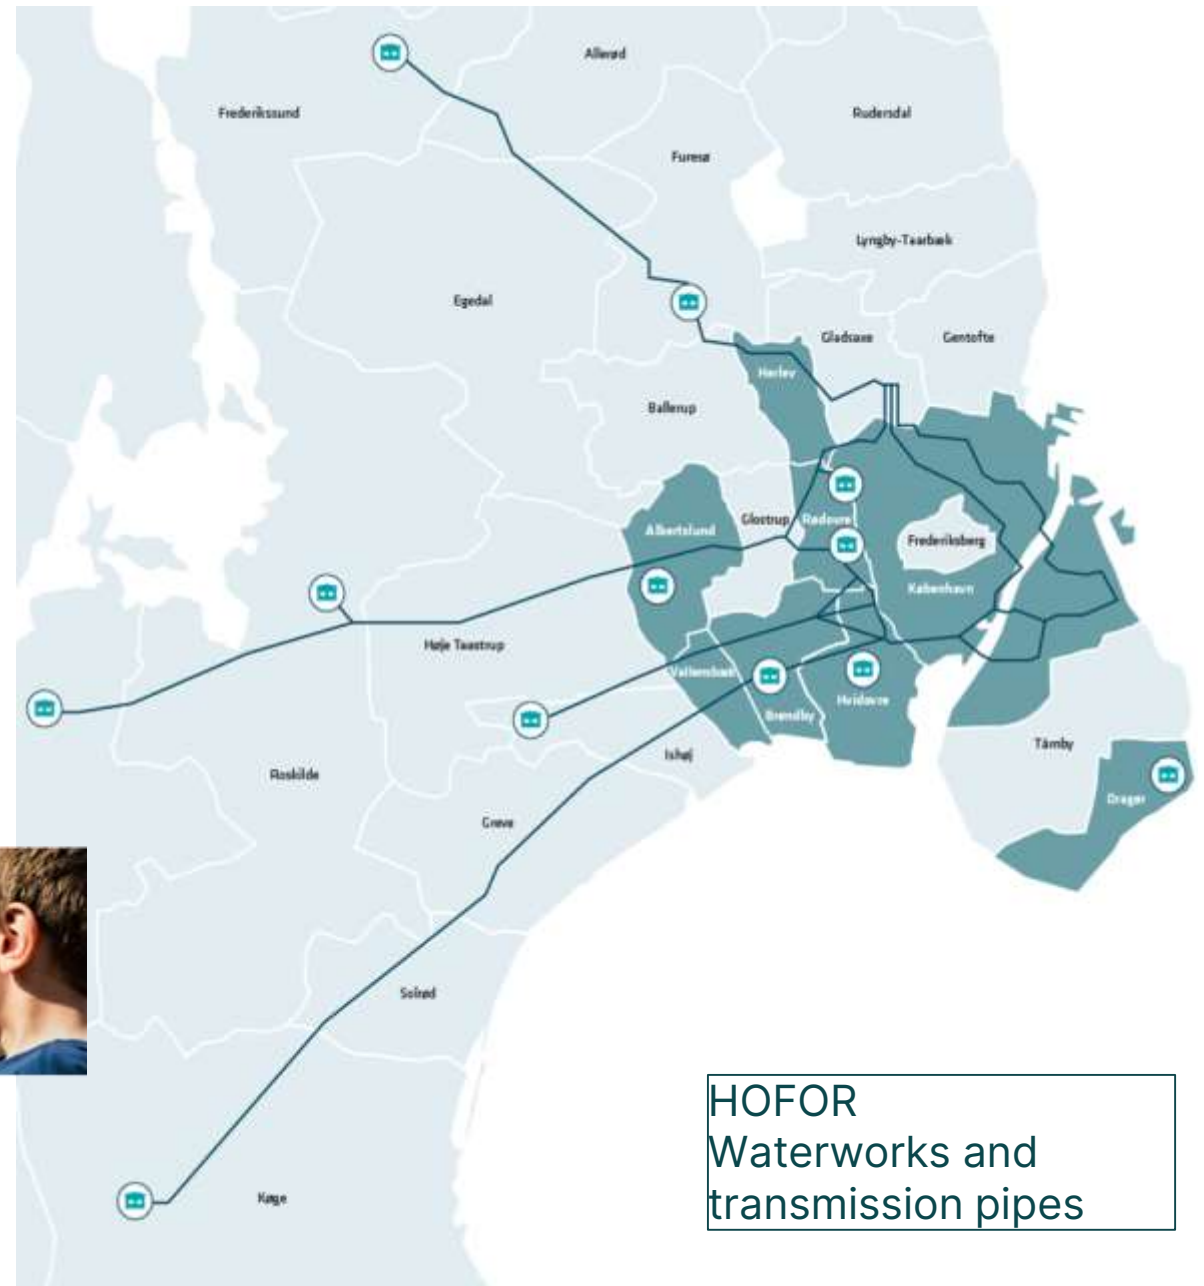 Allerød
Frederikssund
Rudersdal
Furesø
Lyngby-Taarbæk
Egedal
Gladsaxe
Gentofte
Herlev
Ballerup
Glostrup
Rødovre
Albertslund
Frederiksberg
København
Høje Taastrup
Vallensbæk
Hvidovre
Brøndby
Tårnby
Ishøj
Roskilde
Dragør
Greve
Solrød
HOFOR
Waterworks and
transmission pipes
Køge